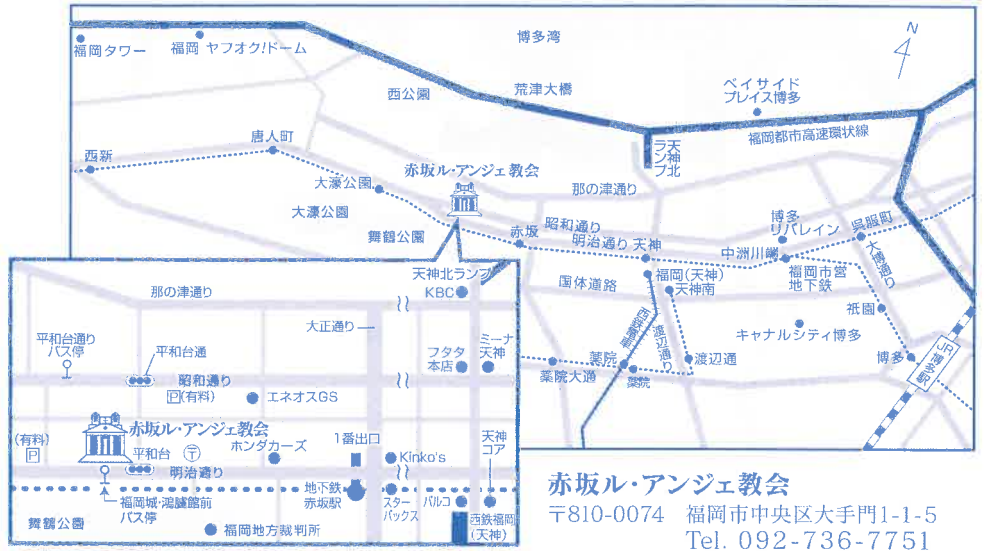 福岡タワー
福岡 ヤフオク!ドーム
博多湾
N
西公園
荒津大橋
ベイサイド
プレイス博多
福岡都市高速環状線
天神北
ランプ
唐人町
西新
赤坂ル・アンジェ教会
大濠公園
大濠公園
那の津通り
舞鶴公園
赤坂
昭和通り
明治通り
天神
博多
リバレイン
呉服町
中洲川端
大博通り
福岡市営
地下鉄
国体道路
福岡(天神)
天神南
祇園
渡辺通り
キャナルシティ博多
薬院大通
薬院
薬院
渡辺通
博多
JR博多駅
天神北ランプ
KBC
那の津通り
大正通り
平和台通り
バス停
平和台通
フタタ
本店
ミーナ
天神
昭和通り
P(有料)
エネオスGS
赤坂ル・アンジェ教会
(有料)
P
平和台
〒
ホンダカーズ
1番出口
Kinko's
天神
コア
明治通り
福岡城・鴻臚館前
バス停
地下鉄
赤坂駅
スター
バックス
パルコ
西鉄福岡
(天神)
舞鶴公園
福岡地方裁判所
赤坂ル・アンジェ教会
〒810-0074 福岡市中央区大手門1-1-5
Tel. 092-736-7751